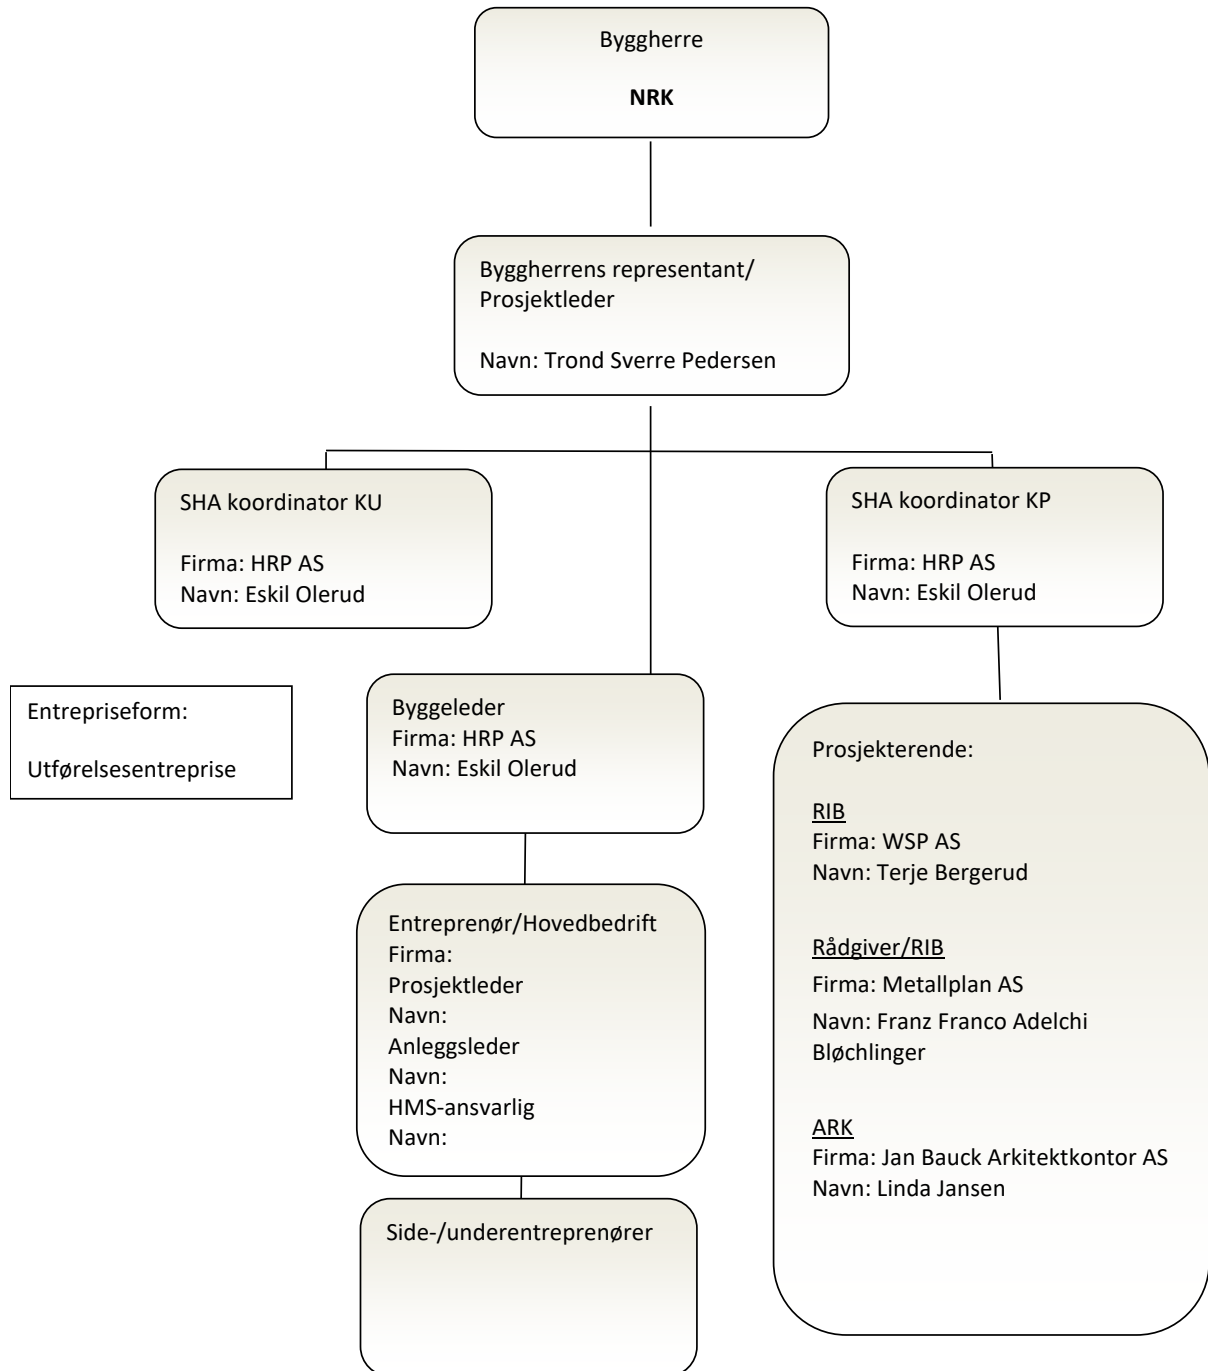 Byggherre
NRK
Byggherrens representant/
Prosjektleder
Navn: Trond Sverre Pedersen
SHA koordinator KU
Firma: HRP AS
Navn: Eskil Olerud
SHA koordinator KP
Firma: HRP AS
Navn: Eskil Olerud
Entrepriseform:
Utførelsesentreprise
Byggeleder
Firma: HRP AS
Navn: Eskil Olerud
Entreprenør/Hovedbedrift
Firma:
Prosjektleder
Navn:
Anleggsleder
Navn:
HMS-ansvarlig
Navn:
Side-/underentreprenører
Prosjekterende:
RIB
Firma: WSP AS
Navn: Terje Bergerud
Rådgiver/RIB
Firma: Metallplan AS
Navn: Franz Franco Adelchi
Bløchlinger
ARK
Firma: Jan Bauck Arkitektkontor AS
Navn: Linda Jansen